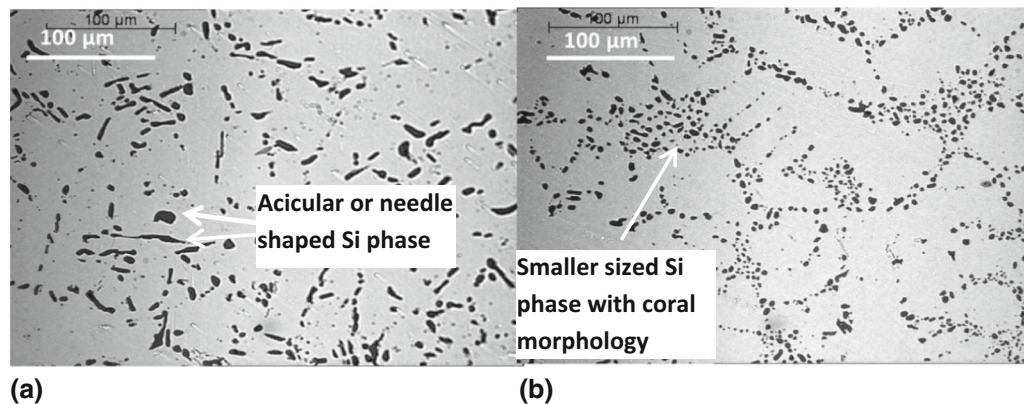 100 µm
100 µm
Acicular or needle
shaped Si phase
(a)
100 µm
100 µm
Smaller sized Si
phase with coral
morphology
(b)